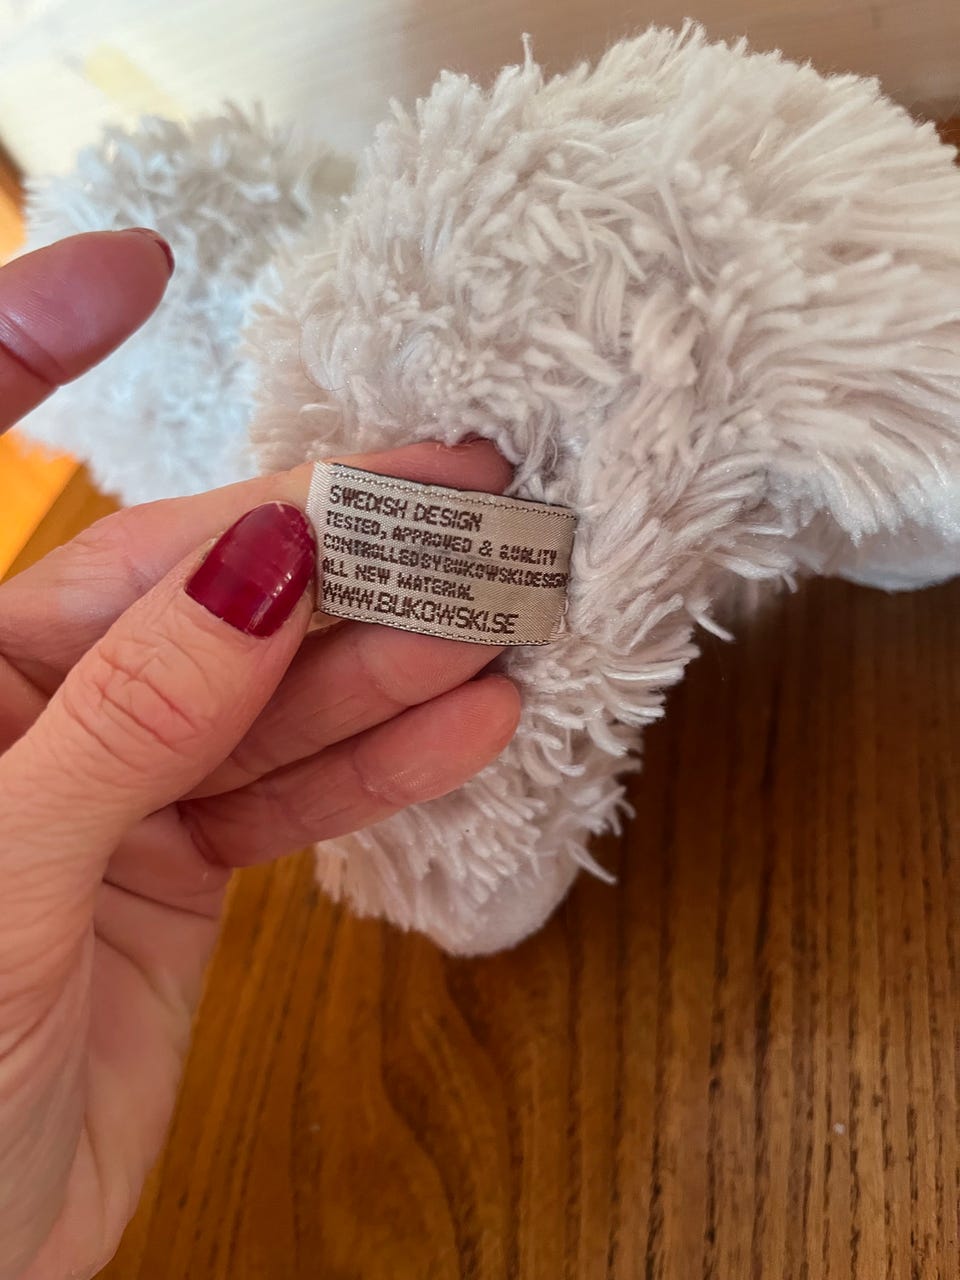 SWEDISH DESIGN
TESTED, APPROVED & QUALITY
CONTROLLED BY BUKOWSKI DESIGN
ALL NEW MATERIAL
WWW.BUKOWSKI.SE